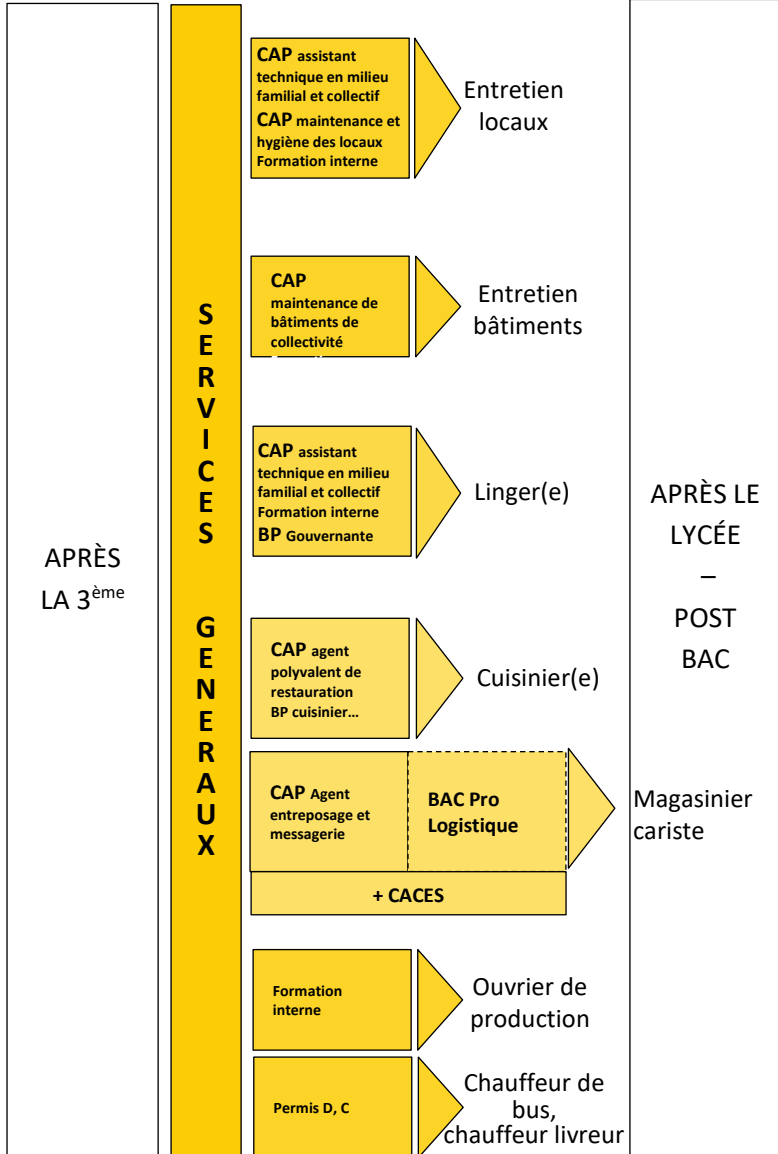 APRÈS
LA 3ème
SERVICES
GENERAUX
CAP assistant
technique en milieu
familial et collectif
CAP maintenance et
hygiène des locaux
Formation interne
Entretien
locaux
CAP
maintenance de
bâtiments de
collectivité
Entretien
bâtiments
CAP assistant
technique en milieu
familial et collectif
Formation interne
BP Gouvernante
Linger(e)
CAP agent
polyvalent de
restauration
BP cuisinier...
Cuisinier(e)
CAP Agent
entreposage et
messagerie
BAC Pro
Logistique
+ CACES
Magasinier
cariste
Formation
interne
Ouvrier de
production
Permis D, C
Chauffeur de
bus,
chauffeur livreur
APRÈS LE
LYCÉE
–
POST
BAC